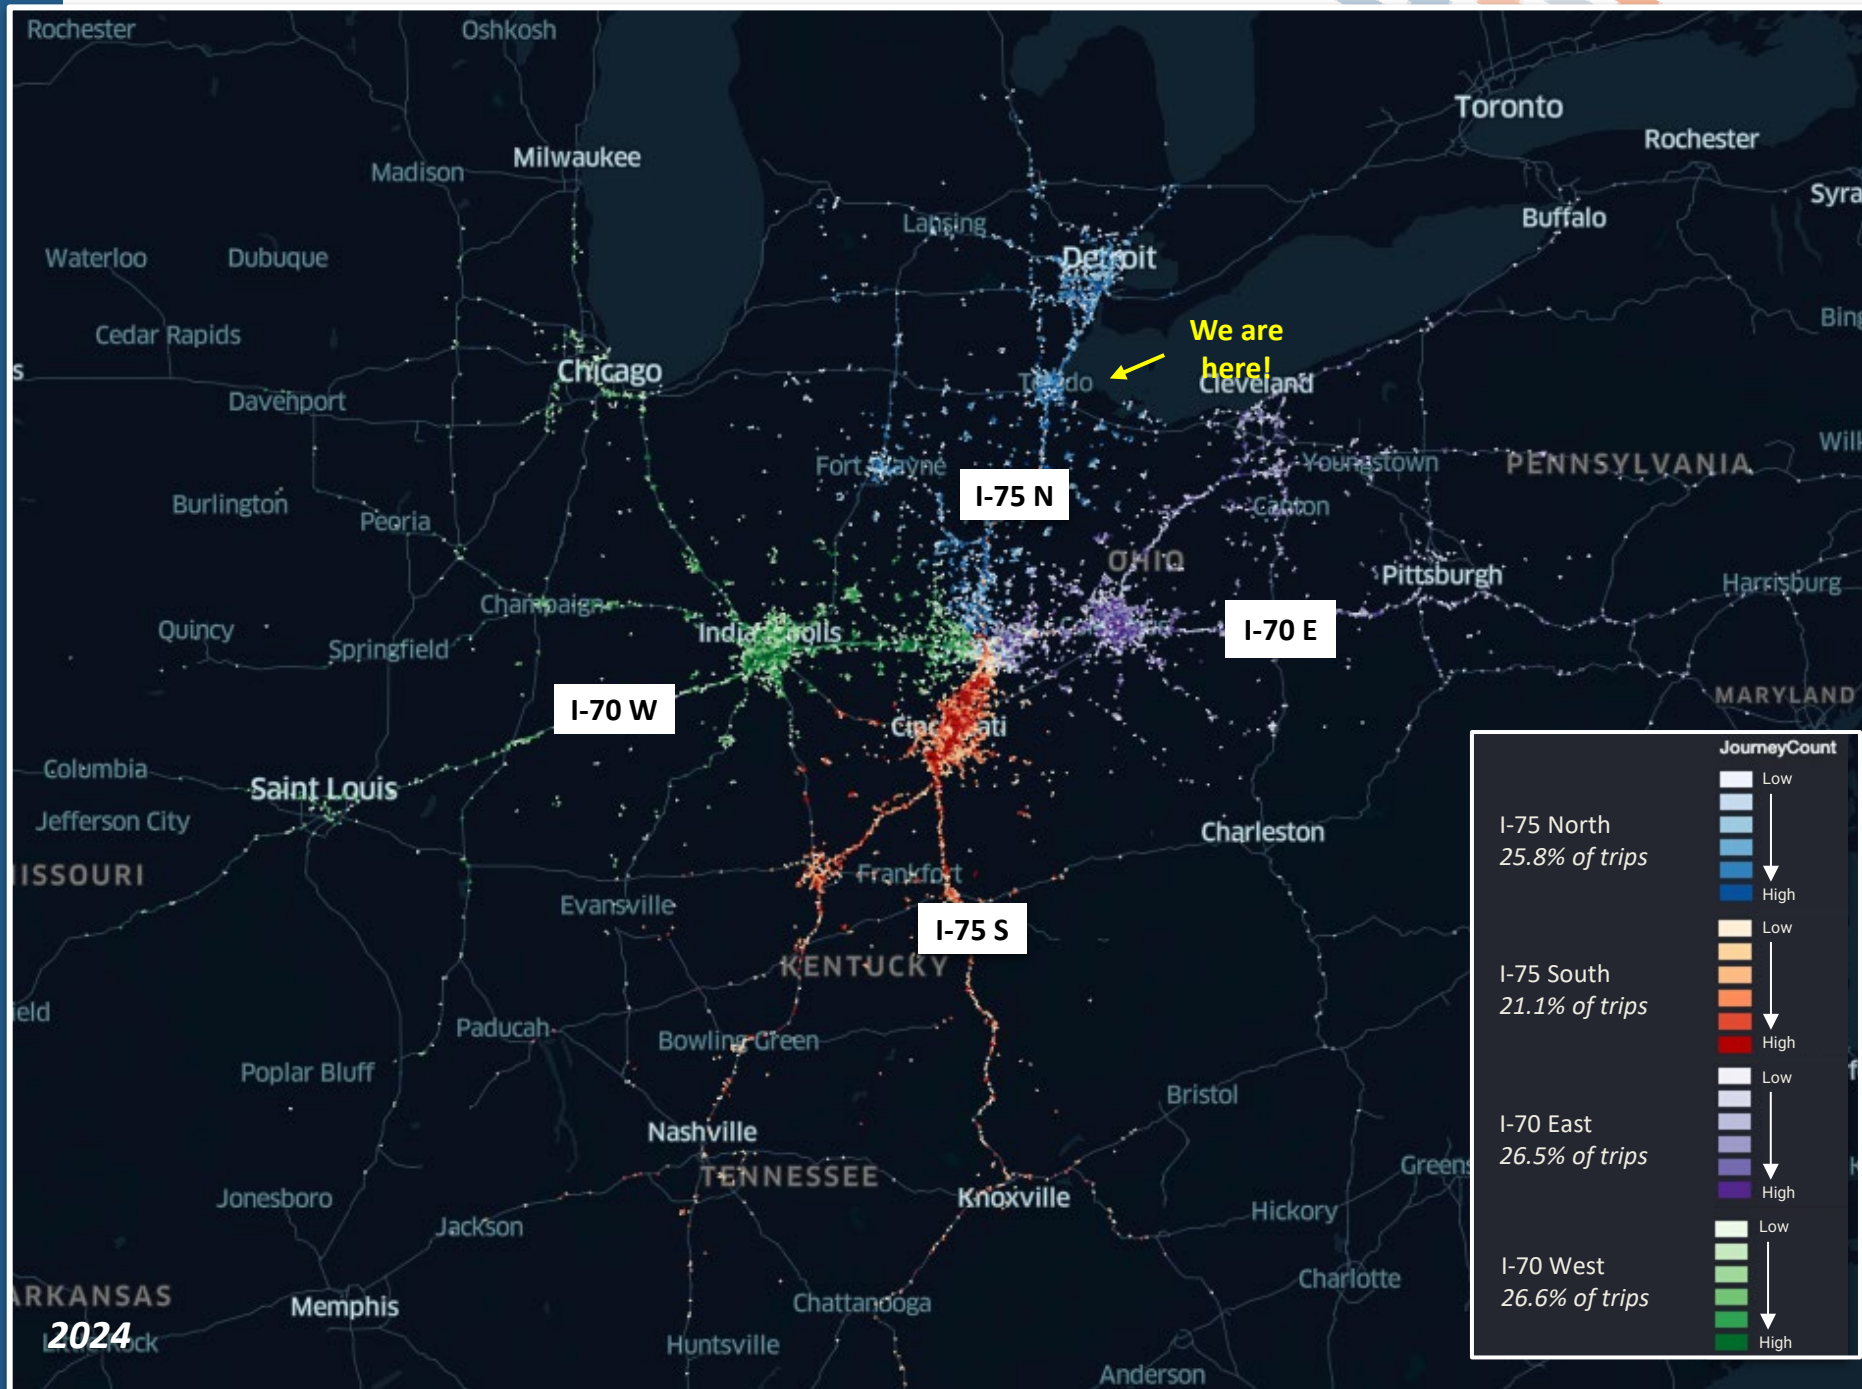 Rochester
Oshkosh
Toronto
Rochester
Milwaukee
Madison
Syra
Buffalo
Lansing
Detroit
Waterloo
Dubuque
Bing
Cedar Rapids
We are
here!
Chicago
Toledo
Cleveland
s
Davenport
Will
Fort Wayne
Youngstown
PENNSYLVANIA
I-75 N
Burlington
Peoria
Canton
OHIO
Pittsburgh
Harrisburg
Champaign
Quincy
Springfield
I-70 E
MARYLAND
I-70 W
Columbia
Saint Louis
Jefferson City
Charleston
ISSOURI
Frankfort
Evansville
I-75 S
KENTUCKY
ield
Paducah
Bowling Green
Poplar Bluff
Bristol
Nashville
TENNESSEE
Greens
Knoxville
Jonesboro
Jackson
Hickory
ARKANSAS
Memphis
Chattanooga
Charlotte
2024
Huntsville
Anderson
JourneyCount
Low
I-75 North
25.8% of trips
High
Low
I-75 South
21.1% of trips
High
Low
I-70 East
26.5% of trips
High
Low
I-70 West
26.6% of trips
High